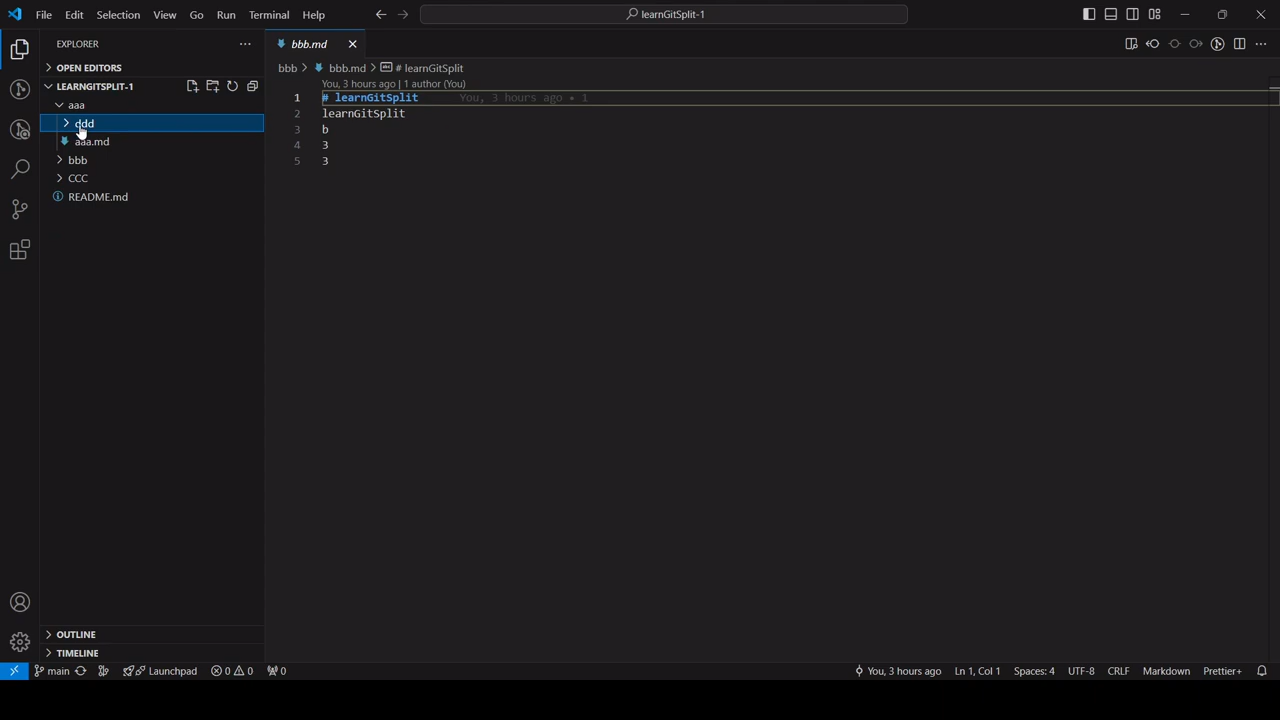 File Edit Selection View Go Run Terminal Help
learnGitSplit-1
EXPLORER
OPEN EDITORS
LEARNGITSPLIT-1
aaa
ddd
aaa.md
bbb
CCC
README.md
OUTLINE
TIMELINE
bbb.md
bbb > bbb.md > # learnGitSplit
You, 3 hours ago | 1 author (You)
1 # learnGitSplit You, 3 hours ago • 1
2 learnGitSplit
3 b
4 3
5 3
main Launchpad 0 0 0 You, 3 hours ago Ln 1, Col 1 Spaces: 4 UTF-8 CRLF Markdown Prettier+